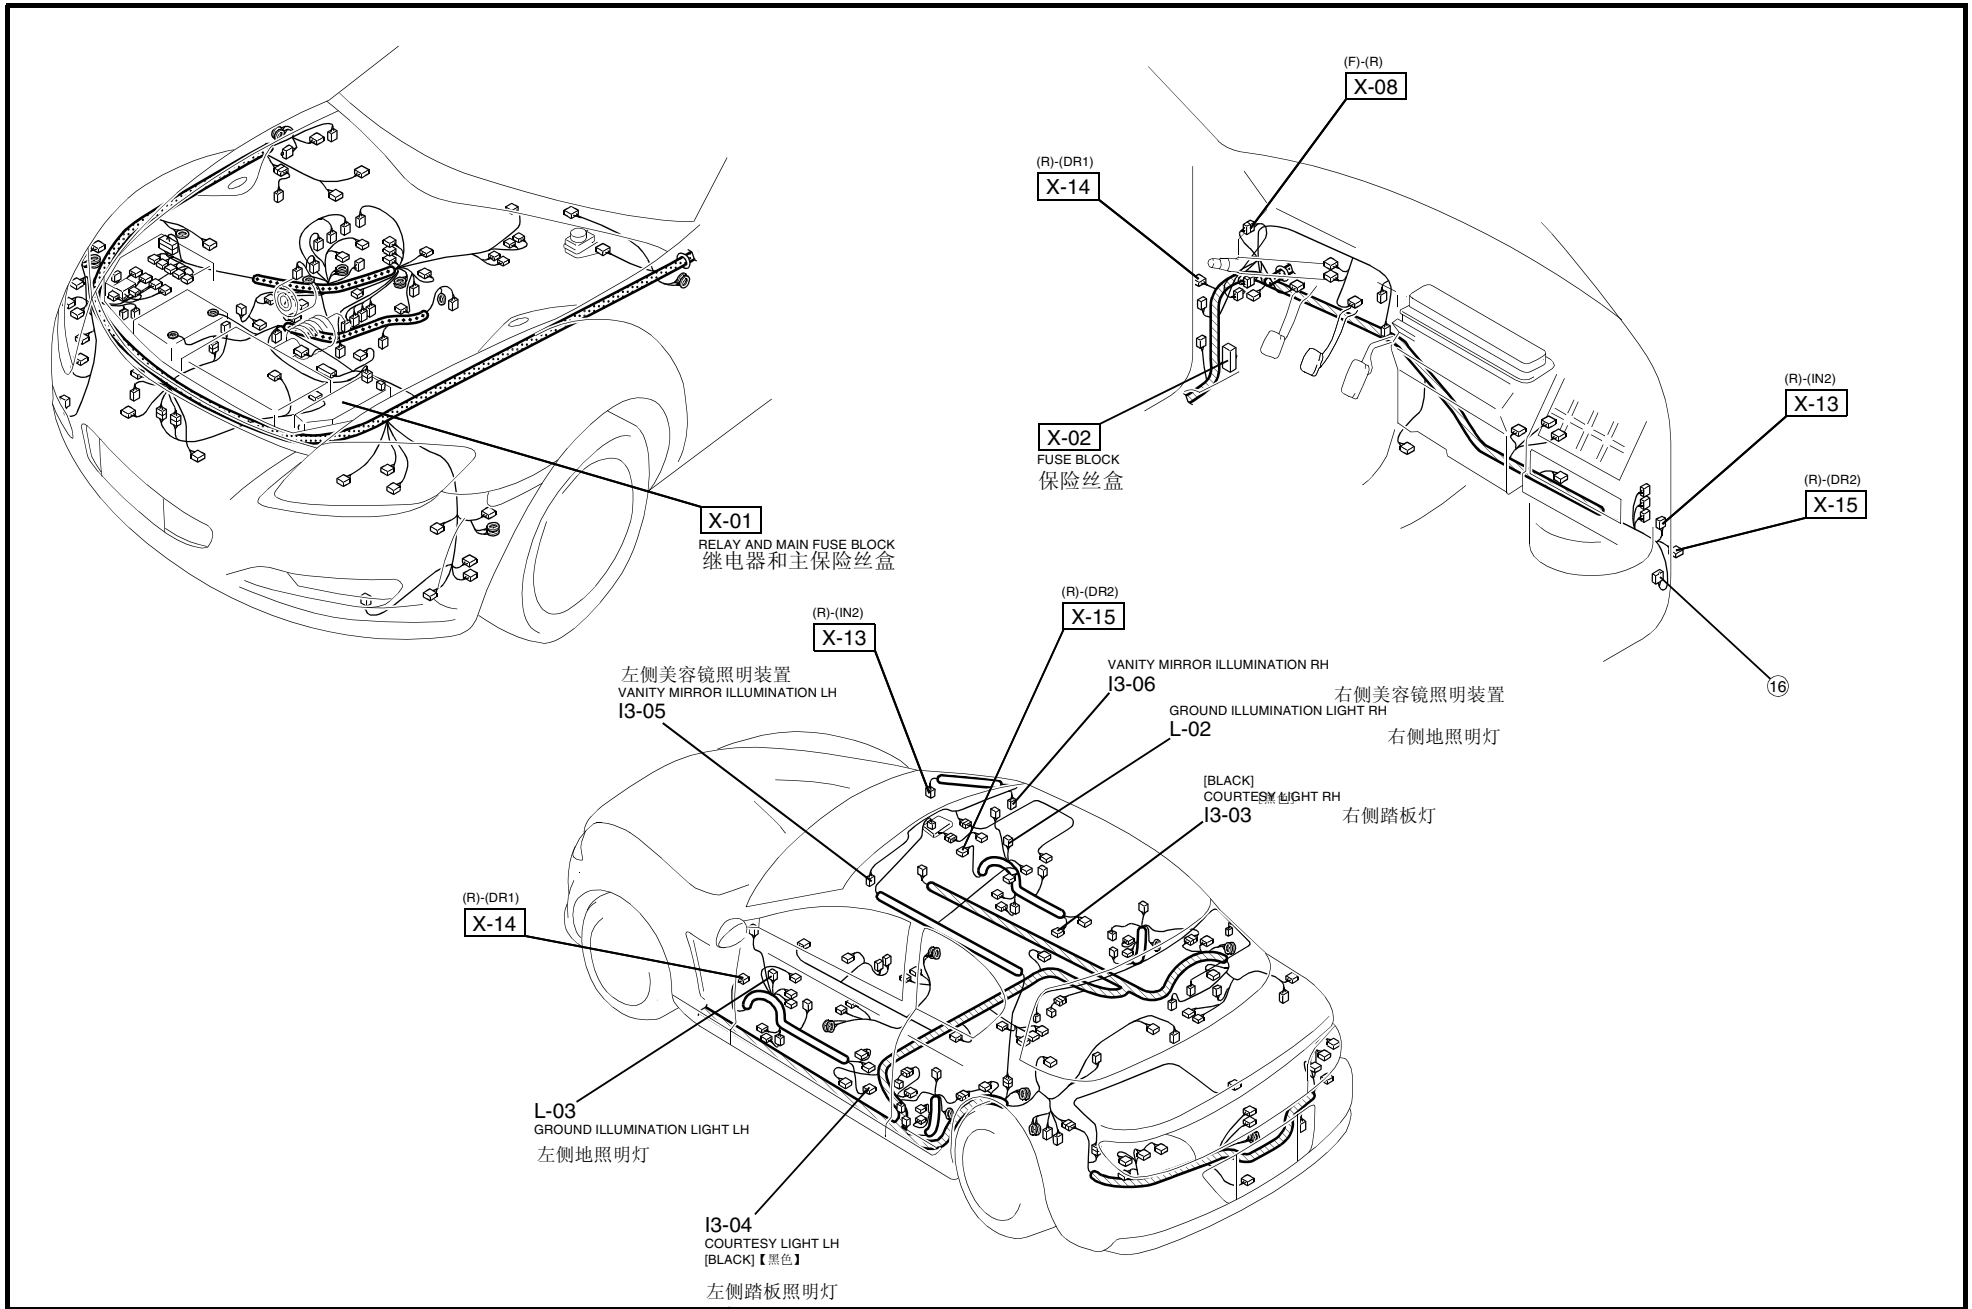 (F)-(R)
X-08
(R)-(DR1)
X-14
(R)-(IN2)
X-13
X-02
FUSE BLOCK
保险丝盒
(R)-(DR2)
X-15
X-01
RELAY AND MAIN FUSE BLOCK
继电器和主保险丝盒
16
(R)-(DR2)
X-15
(R)-(IN2)
X-13
左侧美容镜照明装置
VANITY MIRROR ILLUMINATION LH
I3-05
VANITY MIRROR ILLUMINATION RH
I3-06
右侧美容镜照明装置
GROUND ILLUMINATION LIGHT RH
L-02
右侧地照明灯
[BLACK]
COURTESY LIGHT RH
[黑色]
I3-03
右侧踏板灯
(R)-(DR1)
X-14
L-03
GROUND ILLUMINATION LIGHT LH
左侧地照明灯
I3-04
COURTESY LIGHT LH
[BLACK]【黑色】
左侧踏板照明灯